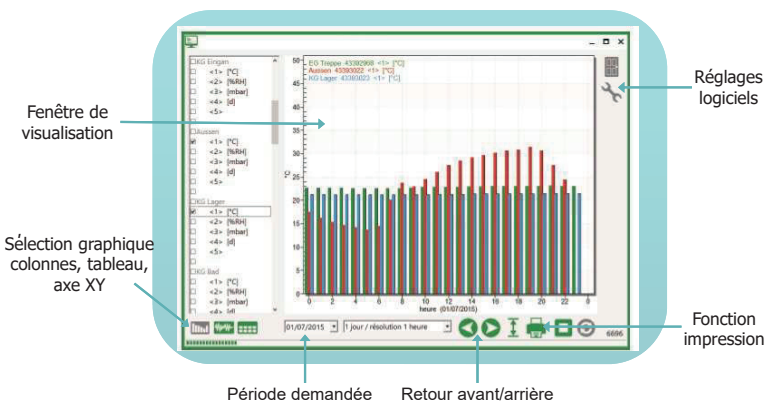 KG Eingan
<1> [°C]
<2> [%RH]
<3> [mbar]
<4> [d]
<5>
Aussen
<1> [°C]
<2> [%RH]
<3> [mbar]
<4> [d]
<5>
KG Lager
<1> [°C]
<2> [%RH]
<3> [mbar]
<4> [d]
<5>
KG Bad
<1> [°C]
<2> [%RH]
<3> [mbar]
<4> [d]
EG Treppe 43392968 <1> [°C]
Aussen 43393022 <1> [°C]
KG Lager 43393023 <1> [°C]
50
45
40
35
30
25
20
15
10
5
0
°C
0 2 4 6 8 10 12 14 16 18 20 22 0
heure (01/07/2015)
01/07/2015
1 jour / résolution 1 heure
6696
Fenêtre de
visualisation
Réglages
logiciels
Sélection graphique
colonnes, tableau,
axe XY
Fonction
impression
Période demandée
Retour avant/arrière